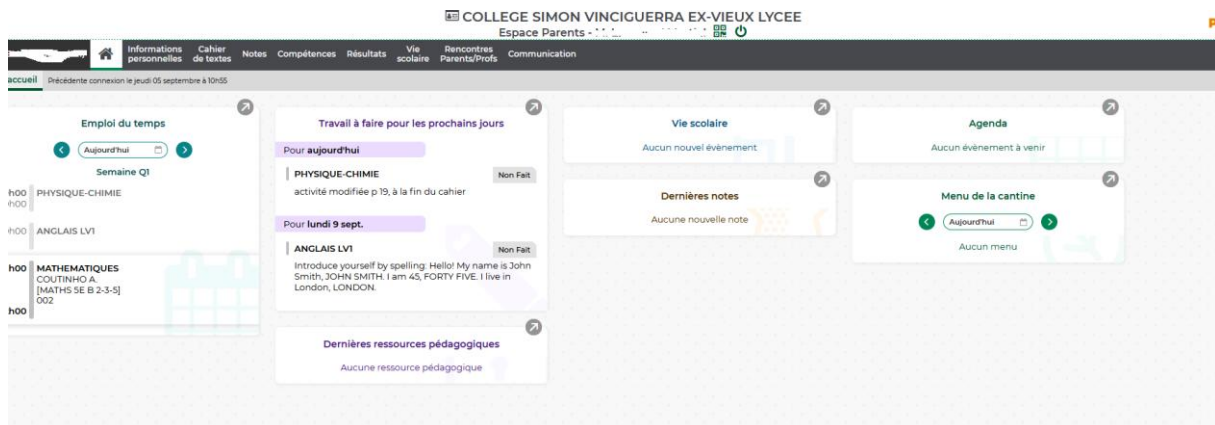 COLLEGE SIMON VINCIGUERRA EX-VIEUX LYCEE
Espace Parents -
Informations personnelles
Cahier de textes
Notes
Compétences
Résultats
Vie scolaire
Rencontres Parents/Profs
Communication
accueil
Précédente connexion le jeudi 05 septembre à 10h55
Emploi du temps
Aujourd'hui
Semaine Q1
h00 PHYSIQUE-CHIMIE
h00
h00 ANGLAIS LV1
h00 MATHEMATIQUES
COUTINHO A.
[MATHS 5E B 2-3-5]
002
h00
Travail à faire pour les prochains jours
Pour aujourd'hui
PHYSIQUE-CHIMIE
Non Fait
activité modifiée p 19, à la fin du cahier
Pour lundi 9 sept.
ANGLAIS LV1
Non Fait
Introduce yourself by spelling: Hello! My name is John
Smith, JOHN SMITH. I am 45, FORTY FIVE. I live in
London, LONDON.
Dernières ressources pédagogiques
Aucune ressource pédagogique
Vie scolaire
Aucun nouvel évènement
Dernières notes
Aucune nouvelle note
Agenda
Aucun évènement à venir
Menu de la cantine
Aujourd'hui
Aucun menu